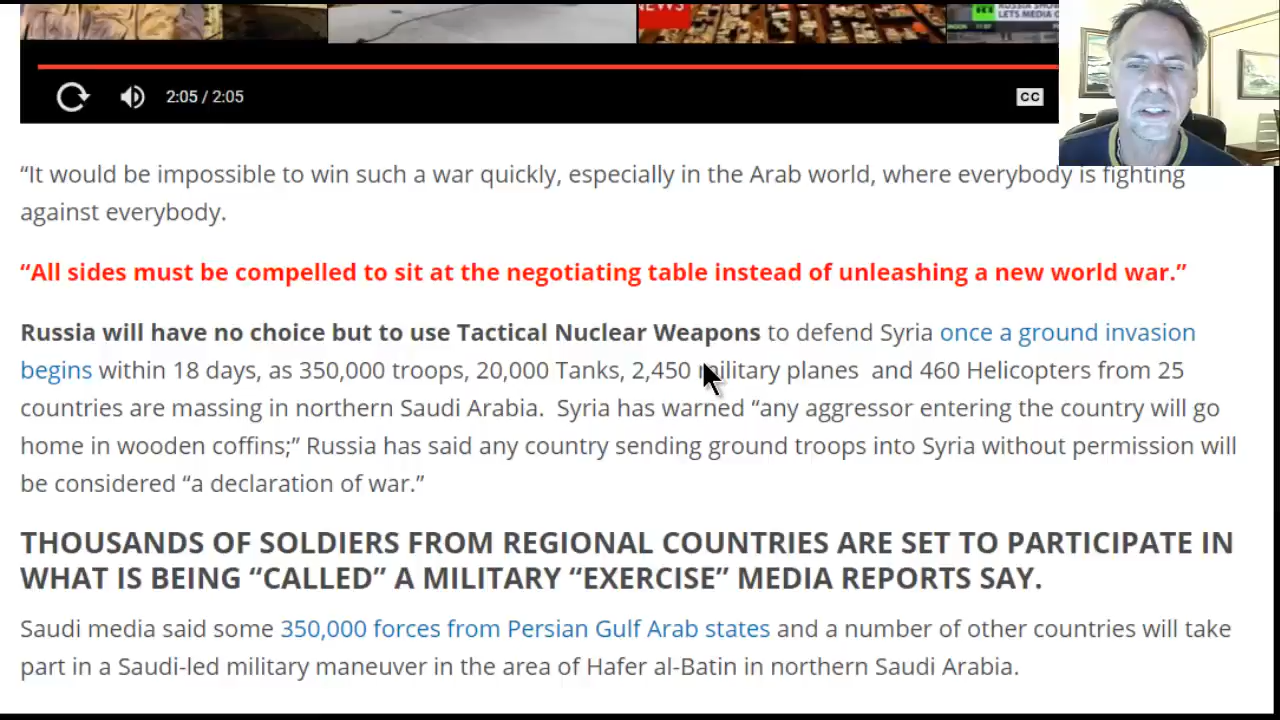 NEWS
RT
RUSSIA SHOW
LETS MEDIA
2:05 / 2:05
CC
“It would be impossible to win such a war quickly, especially in the Arab world, where everybody is fighting
against everybody.
“All sides must be compelled to sit at the negotiating table instead of unleashing a new world war.”
Russia will have no choice but to use Tactical Nuclear Weapons to defend Syria once a ground invasion
begins within 18 days, as 350,000 troops, 20,000 Tanks, 2,450 military planes and 460 Helicopters from 25
countries are massing in northern Saudi Arabia. Syria has warned “any aggressor entering the country will go
home in wooden coffins;” Russia has said any country sending ground troops into Syria without permission will
be considered “a declaration of war.”
THOUSANDS OF SOLDIERS FROM REGIONAL COUNTRIES ARE SET TO PARTICIPATE IN
WHAT IS BEING “CALLED” A MILITARY “EXERCISE” MEDIA REPORTS SAY.
Saudi media said some 350,000 forces from Persian Gulf Arab states and a number of other countries will take
part in a Saudi-led military maneuver in the area of Hafer al-Batin in northern Saudi Arabia.